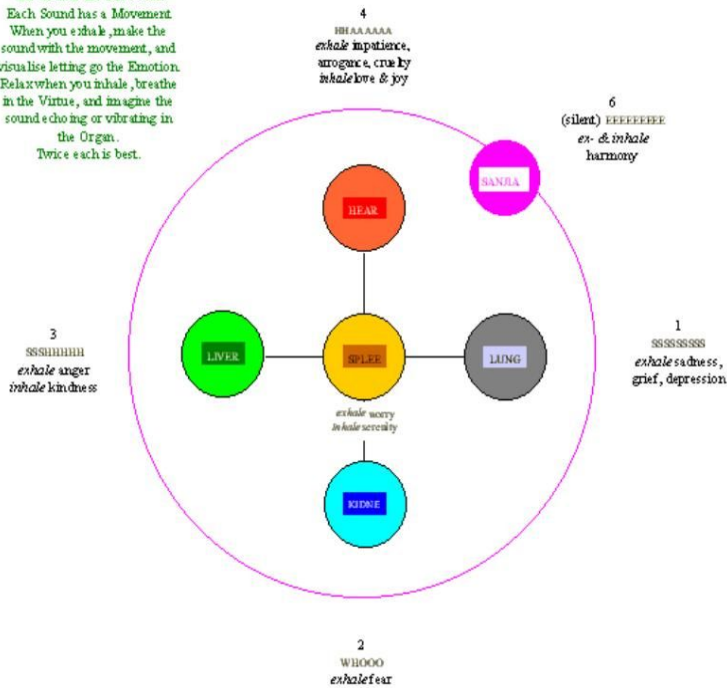 Each Sound has a Movement
When you exhale, make the
sound with the movement, and
visualise letting go the Emotion.
Relax when you inhale, breathe
in the Virtue, and imagine the
sound echoing or vibrating in
the Organ.
Twice each is best.
4
HHAAAAAA
exhale impatience,
arrogance, cruelty
inhale love & joy
6
(silent) EEEEEEEEE
ex- & inhale
harmony
SANJIA
HEAR
3
SSSHHHHH
exhale anger
inhale kindness
LIVER
SPLEE
LUNG
1
SSSSSSSSS
exhale sadness,
grief, depression
exhale worry
inhale serenity
KIDNE
2
WHOOO
exhale fear